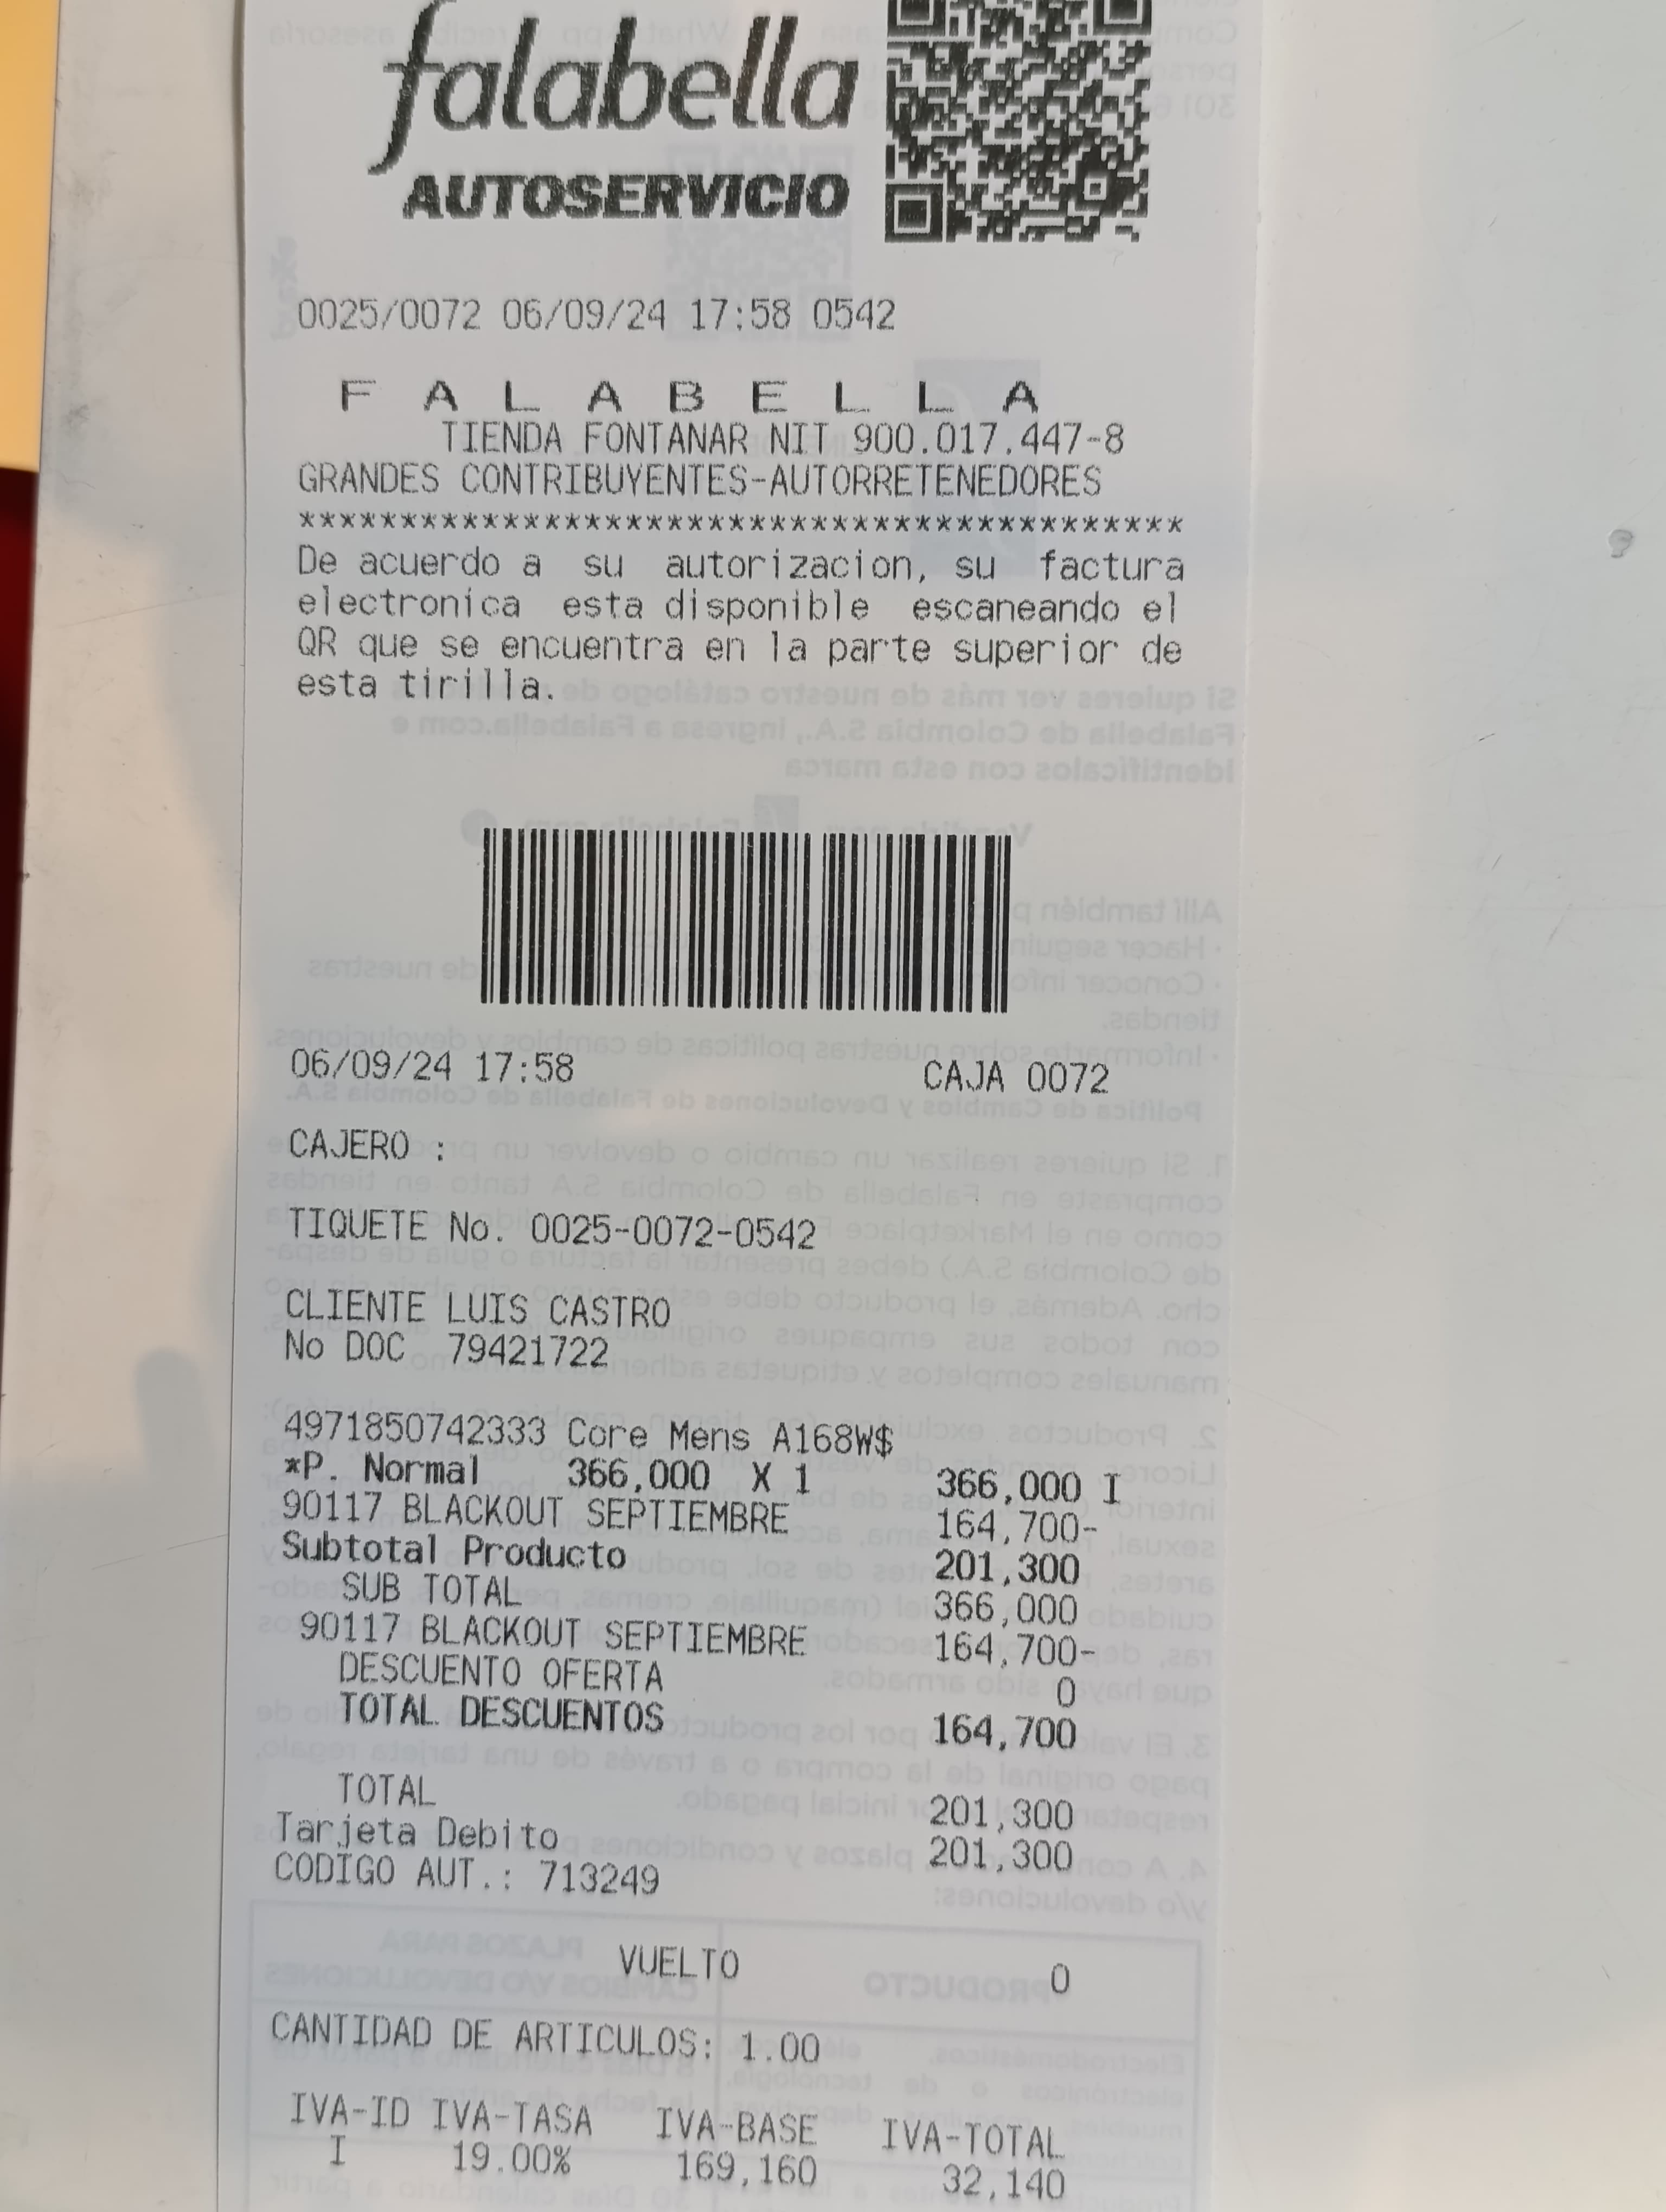 falabella
AUTOSERVICIO
0025/0072 06/09/24 17:58 0542
F A L A B E L L A
TIENDA FONTANAR NIT 900.017.447-8
GRANDES CONTRIBUYENTES-AUTORRETENEDORES
********************************************
De acuerdo a su autorizacion, su factura
electronica esta disponible escaneando el
QR que se encuentra en la parte superior de
esta tirilla.
06/09/24 17:58 CAJA 0072
CAJERO :
TIQUETE No. 0025-0072-0542
CLIENTE LUIS CASTRO
No DOC 79421722
4971850742333 Core Mens A168W$
*P. Normal 366,000 X 1 366,000 I
90117 BLACKOUT SEPTIEMBRE 164,700-
Subtotal Producto 201,300
SUB TOTAL 366,000
90117 BLACKOUT SEPTIEMBRE 164,700-
DESCUENTO OFERTA 0
TOTAL DESCUENTOS 164,700
TOTAL 201,300
Tarjeta Debito 201,300
CODIGO AUT.: 713249
VUELTO 0
CANTIDAD DE ARTICULOS: 1.00
IVA-ID IVA-TASA IVA-BASE IVA-TOTAL
I 19.00% 169,160 32,140